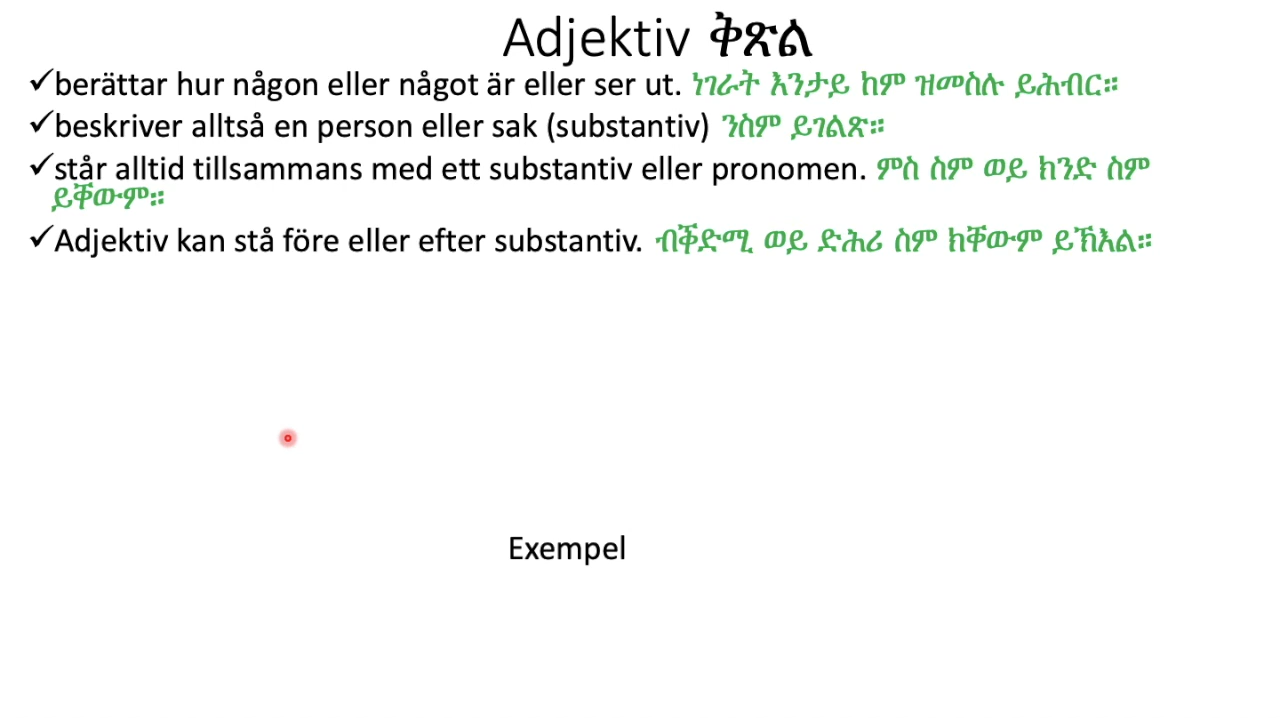 Adjektiv ቅጽል
✓berättar hur någon eller något är eller ser ut. ነገራት እንታይ ከም ዝመስሉ ይሕብር።
✓beskriver alltså en person eller sak (substantiv) ንስም ይገልጽ።
✓står alltid tillsammans med ett substantiv eller pronomen. ምስ ስም ወይ ክንድ ስም
ይቐውም።
✓Adjektiv kan stå före eller efter substantiv. ብቕድሚ ወይ ድሕሪ ስም ክቐውም ይኽእል።
Exempel